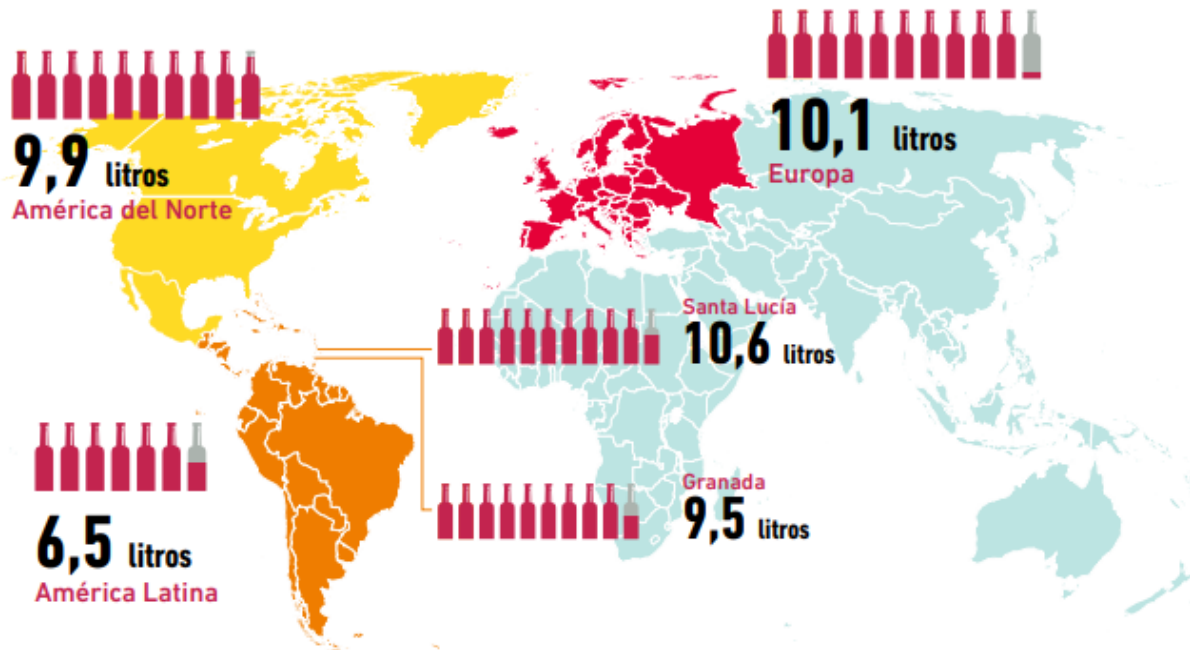 9,9 litros
América del Norte
10,1 litros
Europa
Santa Lucía
10,6 litros
Granada
9,5 litros
6,5 litros
América Latina